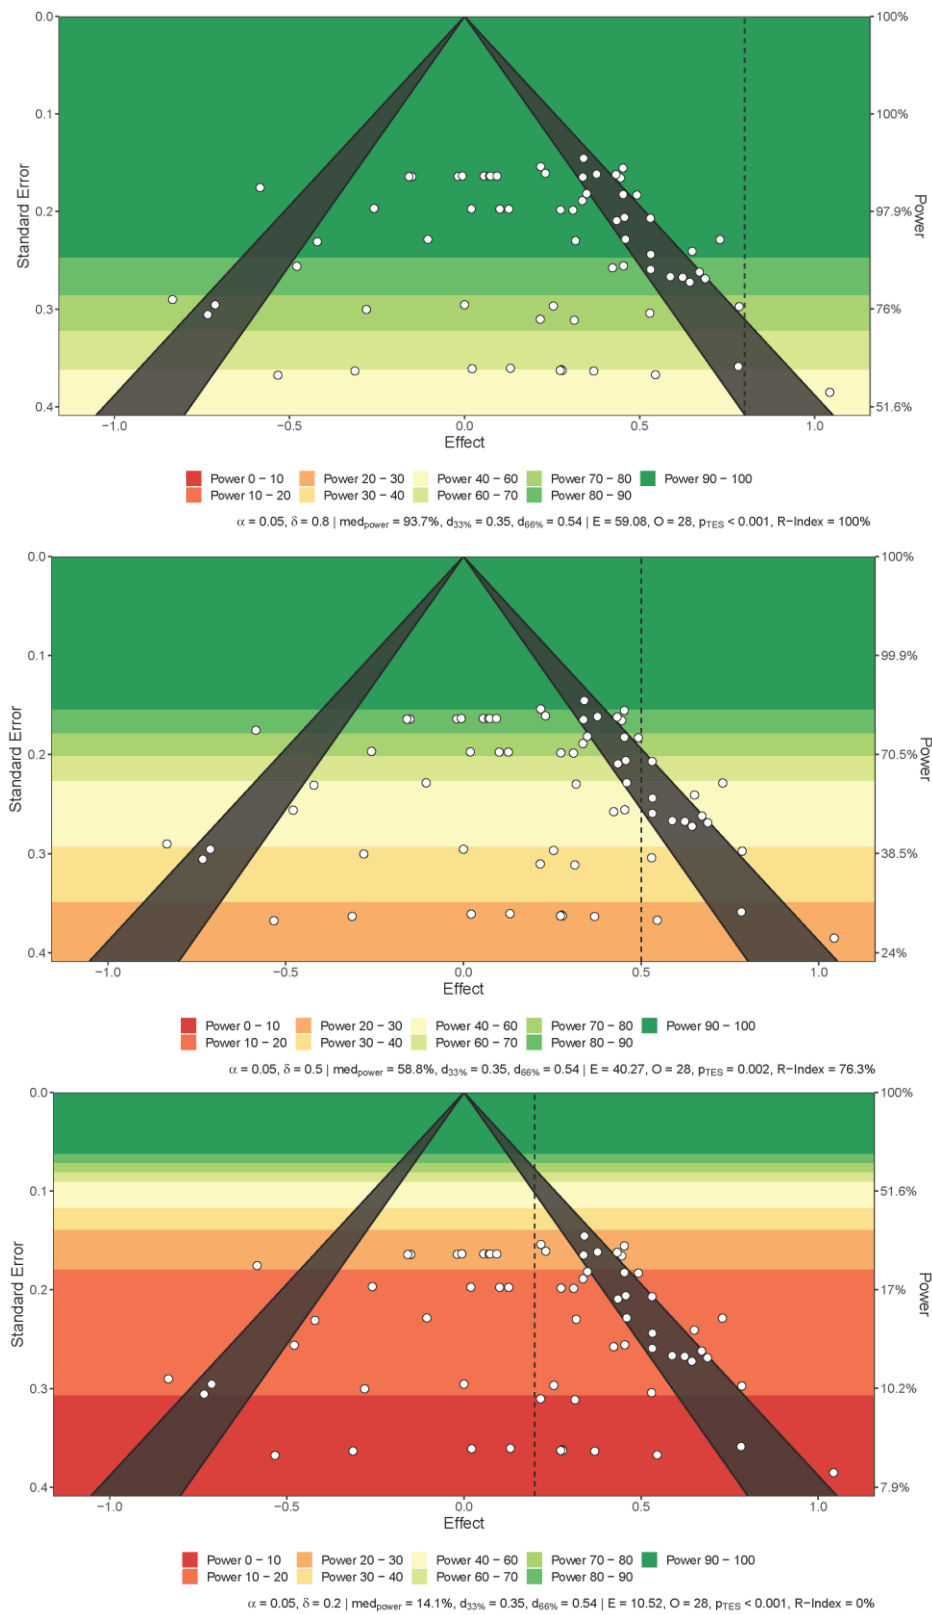 0.0
100%
0.1
100%
Standard Error
Power
0.2
97.9%
0.3
76%
0.4
51.6%
−1.0 −0.5 0.0 0.5 1.0
Effect
Power 0 − 10 Power 20 − 30 Power 40 − 60 Power 70 − 80 Power 90 − 100
Power 10 − 20 Power 30 − 40 Power 60 − 70 Power 80 − 90
α = 0.05, δ = 0.8 | medpower = 93.7%, d33% = 0.35, d66% = 0.54 | E = 59.08, O = 28, pTES < 0.001, R−Index = 100%
0.0
100%
0.1
99.9%
Standard Error
Power
0.2
70.5%
0.3
38.5%
0.4
24%
−1.0 −0.5 0.0 0.5 1.0
Effect
Power 0 − 10 Power 20 − 30 Power 40 − 60 Power 70 − 80 Power 90 − 100
Power 10 − 20 Power 30 − 40 Power 60 − 70 Power 80 − 90
α = 0.05, δ = 0.5 | medpower = 58.8%, d33% = 0.35, d66% = 0.54 | E = 40.27, O = 28, pTES = 0.002, R−Index = 76.3%
0.0
100%
0.1
51.6%
Standard Error
Power
0.2
17%
0.3
10.2%
0.4
7.9%
−1.0 −0.5 0.0 0.5 1.0
Effect
Power 0 − 10 Power 20 − 30 Power 40 − 60 Power 70 − 80 Power 90 − 100
Power 10 − 20 Power 30 − 40 Power 60 − 70 Power 80 − 90
α = 0.05, δ = 0.2 | medpower = 14.1%, d33% = 0.35, d66% = 0.54 | E = 10.52, O = 28, pTES < 0.001, R−Index = 0%